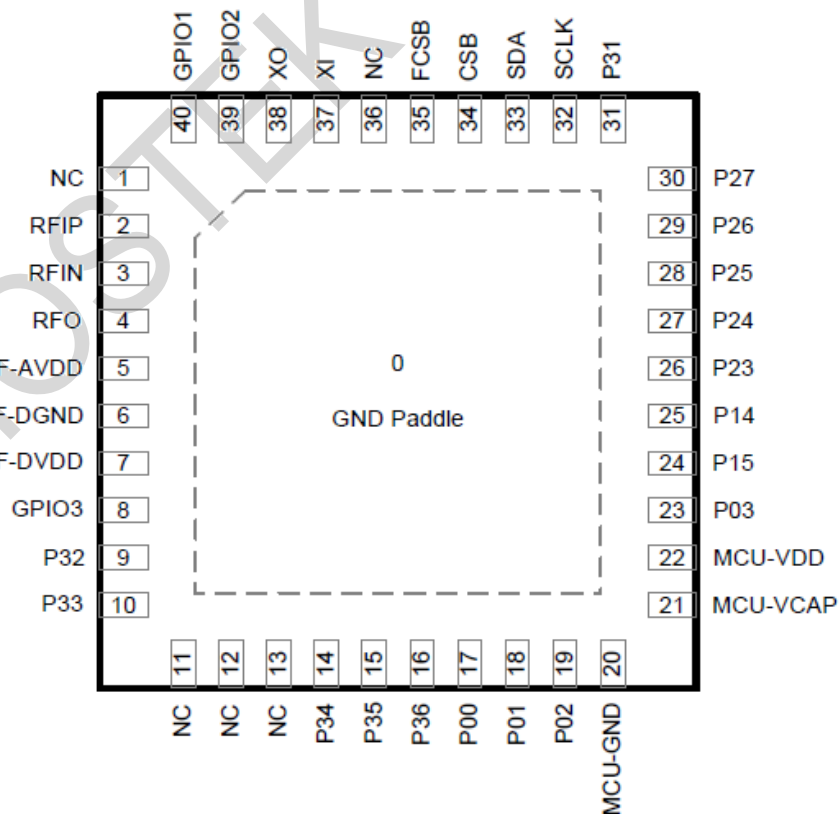 GPIO1
GPIO2
XO
XI
NC
FCSB
CSB
SDA
SCLK
P31
40
39
38
37
36
35
34
33
32
31
NC 1
30 P27
RFIP 2
29 P26
RFIN 3
28 P25
RFO 4
27 P24
F-AVDD 5
26 P23
F-DGND 6
25 P14
F-DVDD 7
24 P15
GPIO3 8
23 P03
P32 9
22 MCU-VDD
P33 10
21 MCU-VCAP
0
GND Paddle
11
12
13
14
15
16
17
18
19
20
NC
NC
NC
P34
P35
P36
P00
P01
P02
MCU-GND
OSTEK